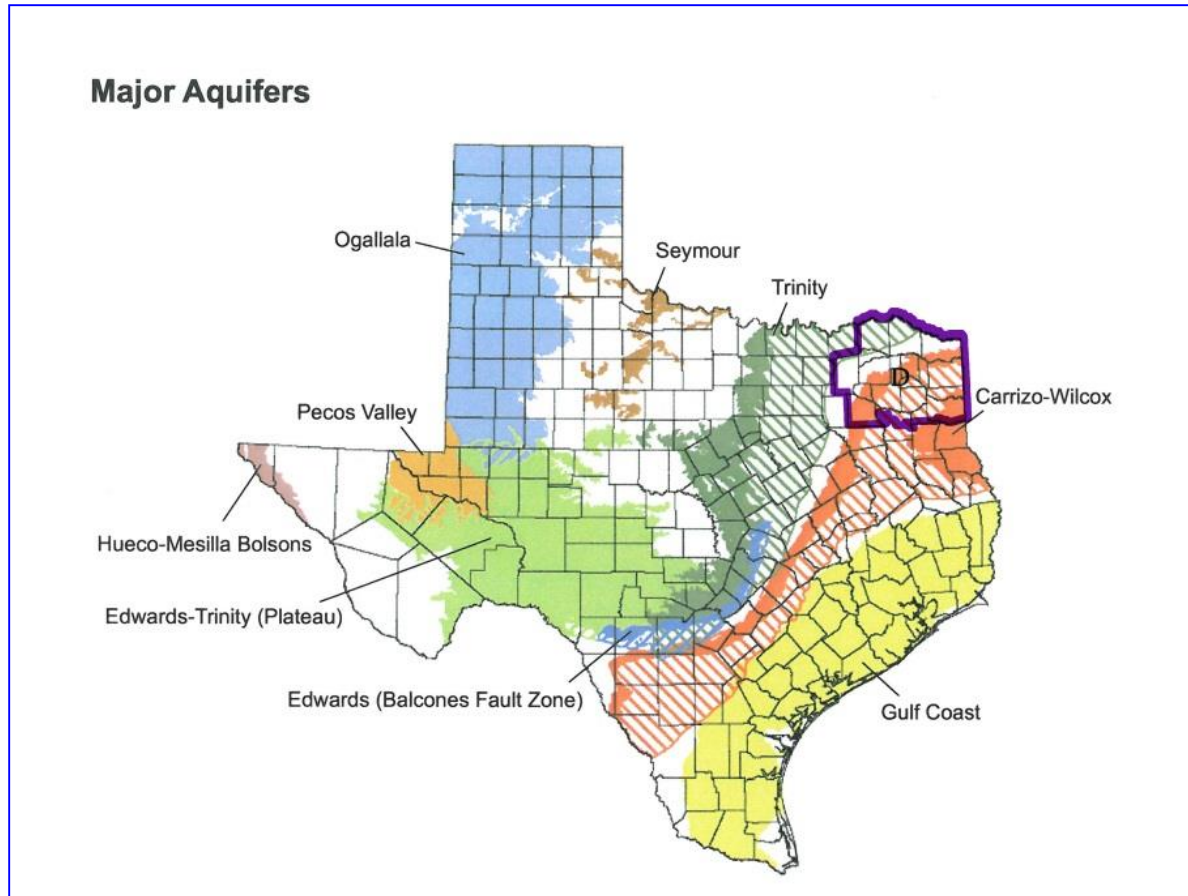 Major Aquifers
Ogallala
Seymour
Trinity
D
Pecos Valley
Carrizo-Wilcox
Hueco-Mesilla Bolsons
Edwards-Trinity (Plateau)
Edwards (Balcones Fault Zone)
Gulf Coast